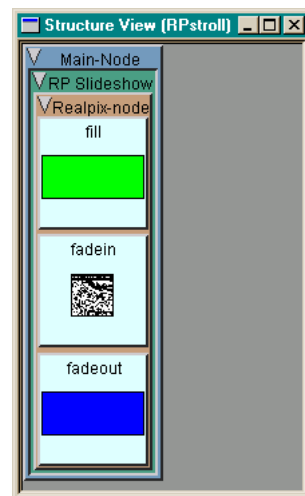 Structure View (RPstroll)
Main-Node
RP Slideshow
Realpix-node
fill
fadein
fadeout